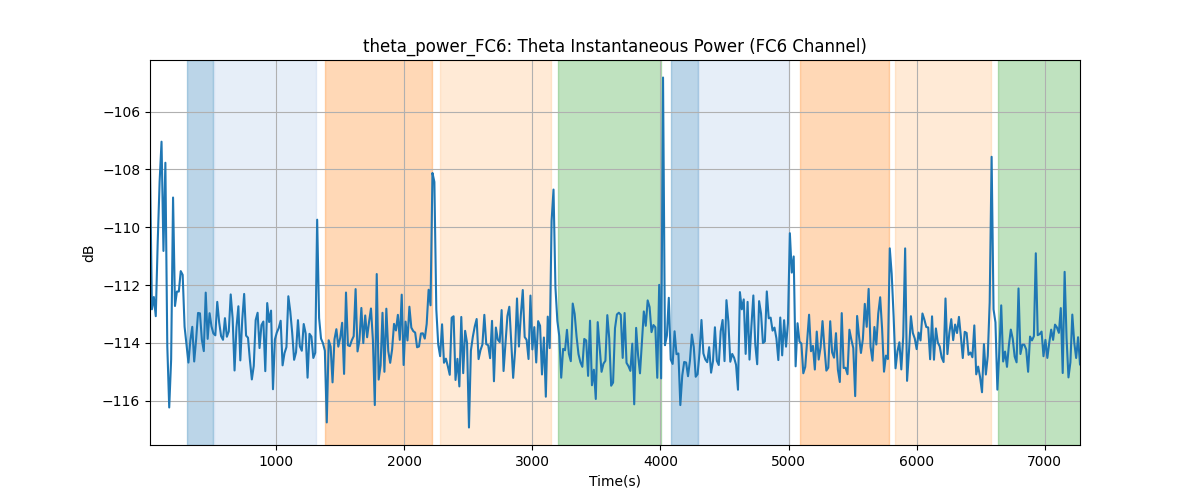 theta_power_FC6: Theta Instantaneous Power (FC6 Channel)
−106
−108
−110
−112
−114
−116
dB
1000 2000 3000 4000 5000 6000 7000
Time(s)